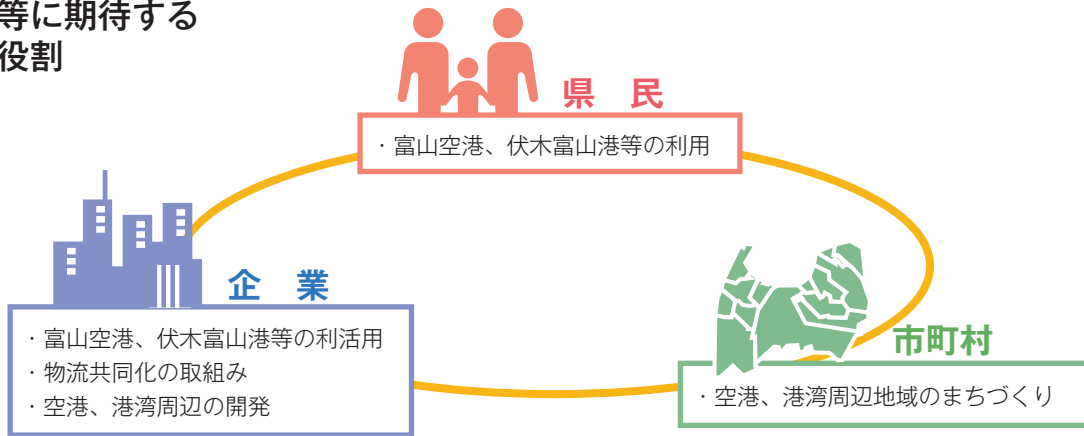 等に期待する
役割
県　民
・富山空港、伏木富山港等の利用
企　業
・富山空港、伏木富山港等の利活用
・物流共同化の取組み
・空港、港湾周辺の開発
市町村
・空港、港湾周辺地域のまちづくり